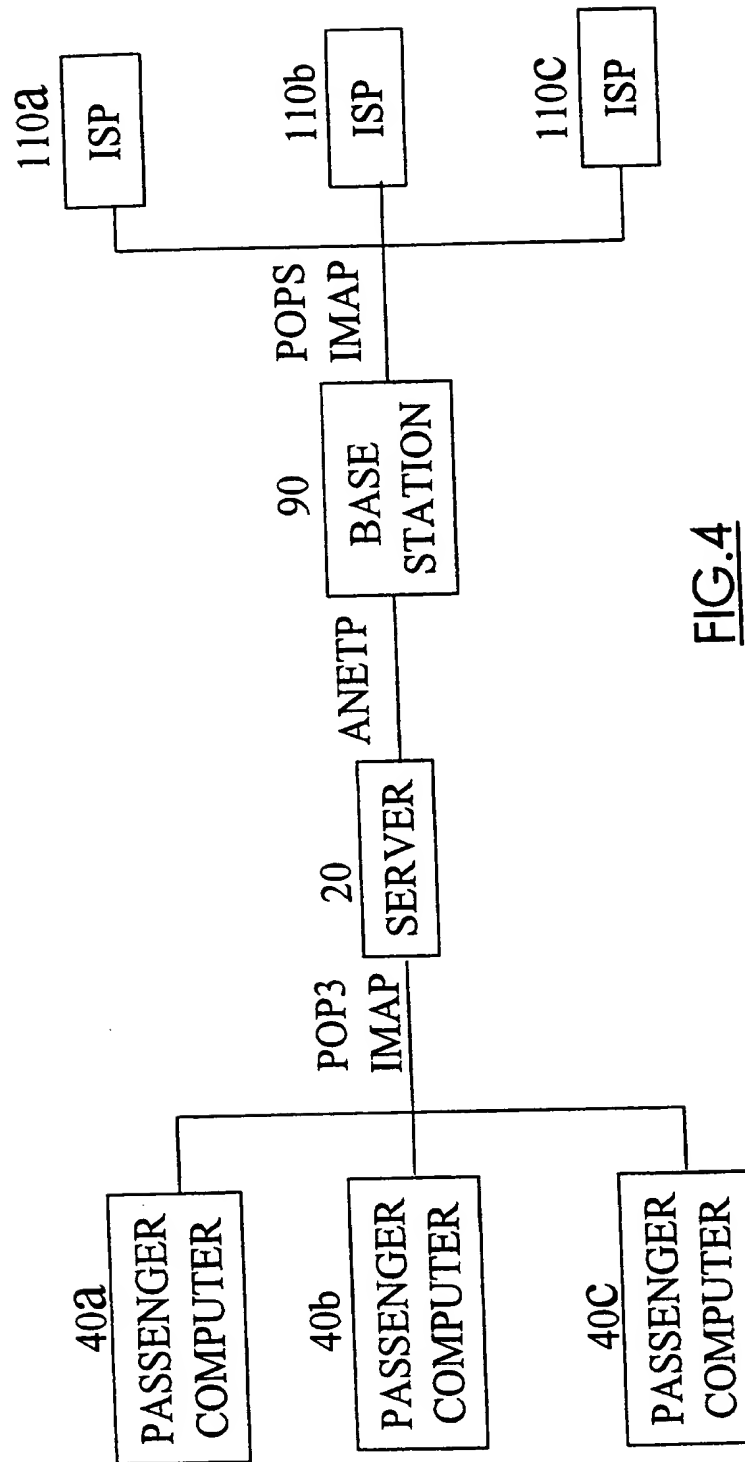 40a
PASSENGER
COMPUTER
40b
PASSENGER
COMPUTER
40c
PASSENGER
COMPUTER
POP3
IMAP
20
SERVER
ANETP
90
BASE
STATION
POPS
IMAP
110a
ISP
110b
ISP
110c
ISP
FIG.4